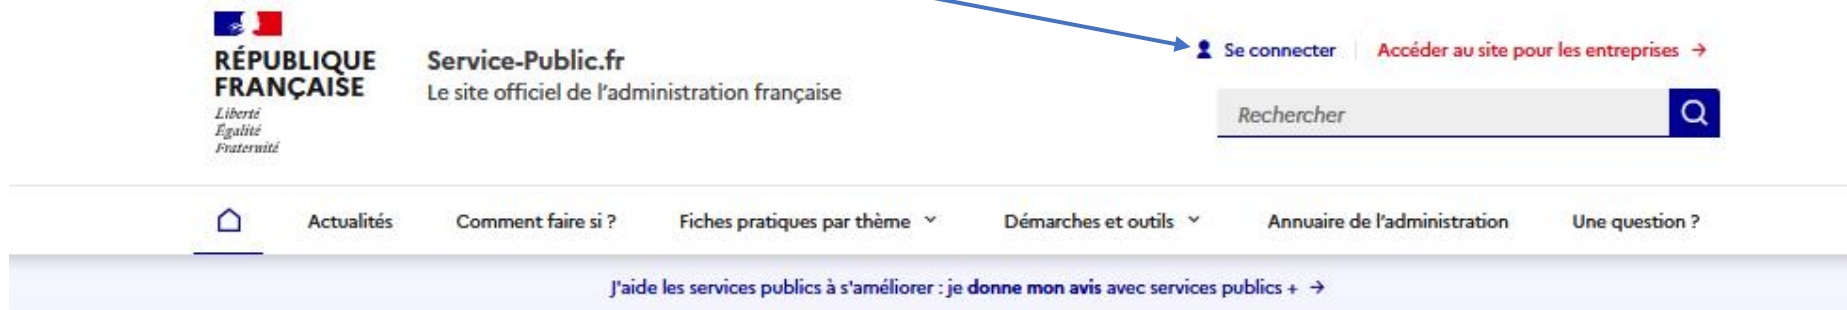 RÉPUBLIQUE
FRANÇAISE
Liberté
Égalité
Fraternité
Service-Public.fr
Le site officiel de l'administration française
Se connecter
Accéder au site pour les entreprises →
Rechercher
Actualités
Comment faire si ?
Fiches pratiques par thème
Démarches et outils
Annuaire de l'administration
Une question ?
J'aide les services publics à s'améliorer : je donne mon avis avec services publics + →